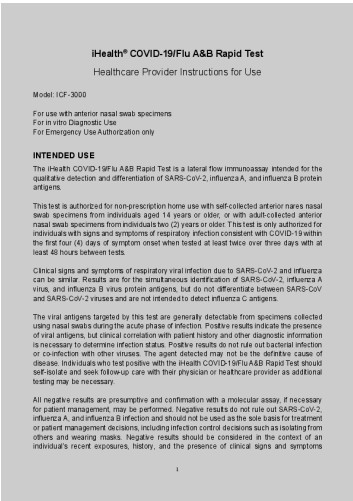 iHealth® COVID-19/Flu A&B Rapid Test
Healthcare Provider Instructions for Use
Model: ICF-3000
For use with anterior nasal swab specimens
For in vitro Diagnostic Use
For Emergency Use Authorization only
INTENDED USE
The iHealth COVID-19/Flu A&B Rapid Test is a lateral flow immunoassay intended for the
qualitative detection and differentiation of SARS-CoV-2, influenza A, and influenza B protein
antigens.
This test is authorized for non-prescription home use with self-collected anterior nares nasal
swab specimens from individuals aged 14 years or older, or with adult-collected anterior
nasal swab specimens from individuals two (2) years or older. This test is only authorized for
individuals with signs and symptoms of respiratory infection consistent with COVID-19 within
the first four (4) days of symptom onset when tested at least twice over three days with at
least 48 hours between tests.
Clinical signs and symptoms of respiratory viral infection due to SARS-CoV-2 and influenza
can be similar. Results are for the simultaneous identification of SARS-CoV-2, influenza A
virus, and influenza B virus protein antigens, but do not differentiate between SARS-CoV
and SARS-CoV-2 viruses and are not intended to detect influenza C antigens.
The viral antigens targeted by this test are generally detectable from specimens collected
using nasal swabs during the acute phase of infection. Positive results indicate the presence
of viral antigens, but clinical correlation with patient history and other diagnostic information
is necessary to determine infection status. Positive results do not rule out bacterial infection
or co-infection with other viruses. The agent detected may not be the definitive cause of
disease. Individuals who test positive with the iHealth COVID-19/Flu A&B Rapid Test should
self-isolate and seek follow-up care with their physician or healthcare provider as additional
testing may be necessary.
All negative results are presumptive and confirmation with a molecular assay, if necessary
for patient management, may be performed. Negative results do not rule out SARS-CoV-2,
influenza A, and influenza B infection and should not be used as the sole basis for treatment
or patient management decisions, including infection control decisions such as isolating from
others and wearing masks. Negative results should be considered in the context of an
individual's recent exposures, history, and the presence of clinical signs and symptoms
1